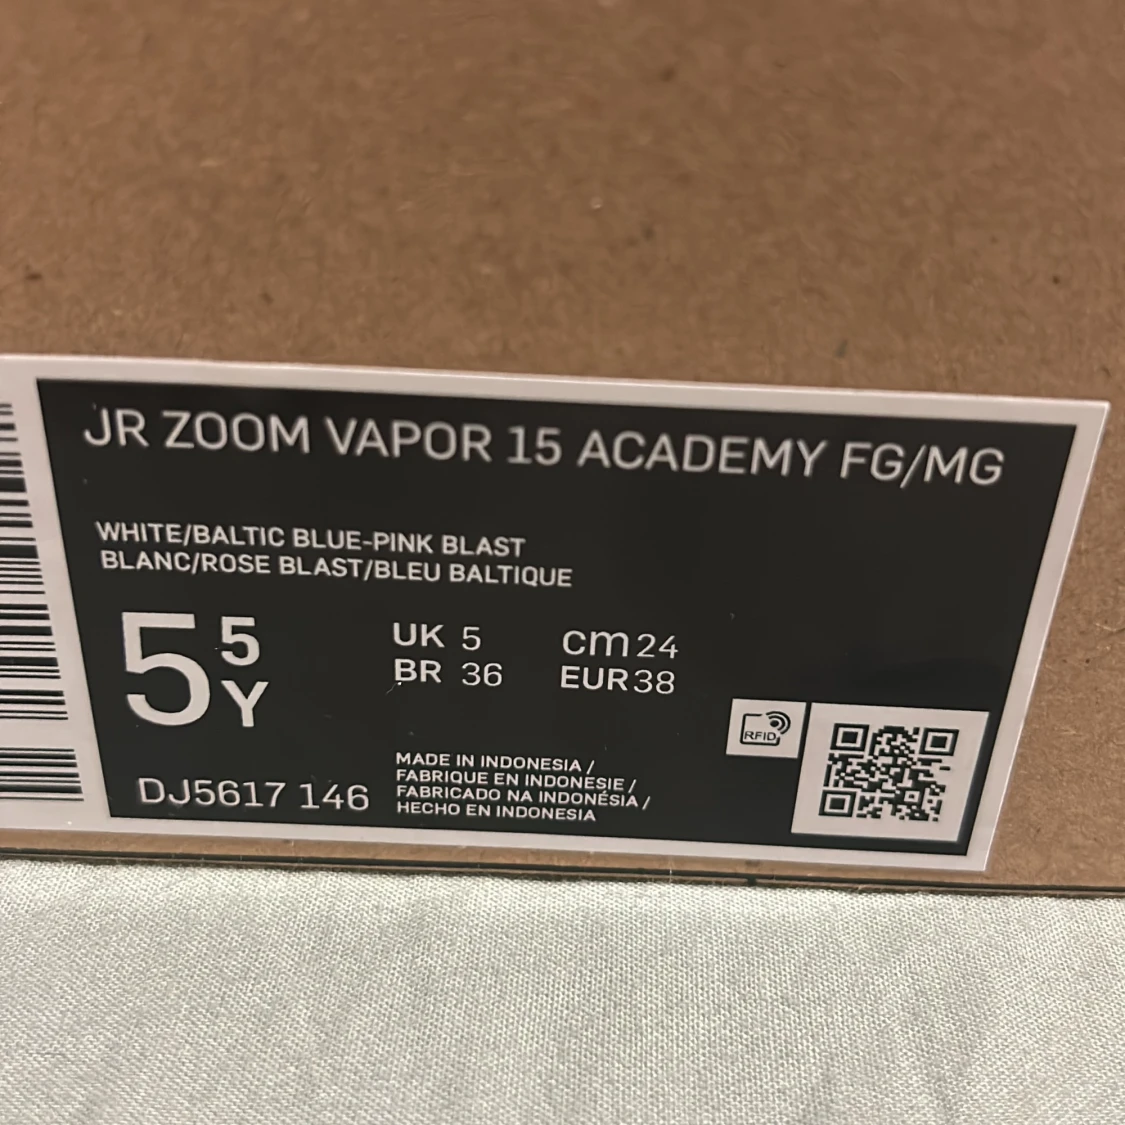 JR ZOOM VAPOR 15 ACADEMY FG/MG
WHITE/BALTIC BLUE-PINK BLAST
BLANC/ROSE BLAST/BLEU BALTIQUE
5 5Y
UK 5 cm 24
BR 36 EUR 38
MADE IN INDONESIA /
FABRIQUE EN INDONESIE /
FABRICADO NA INDONÉSIA /
HECHO EN INDONESIA
DJ5617 146
RFID